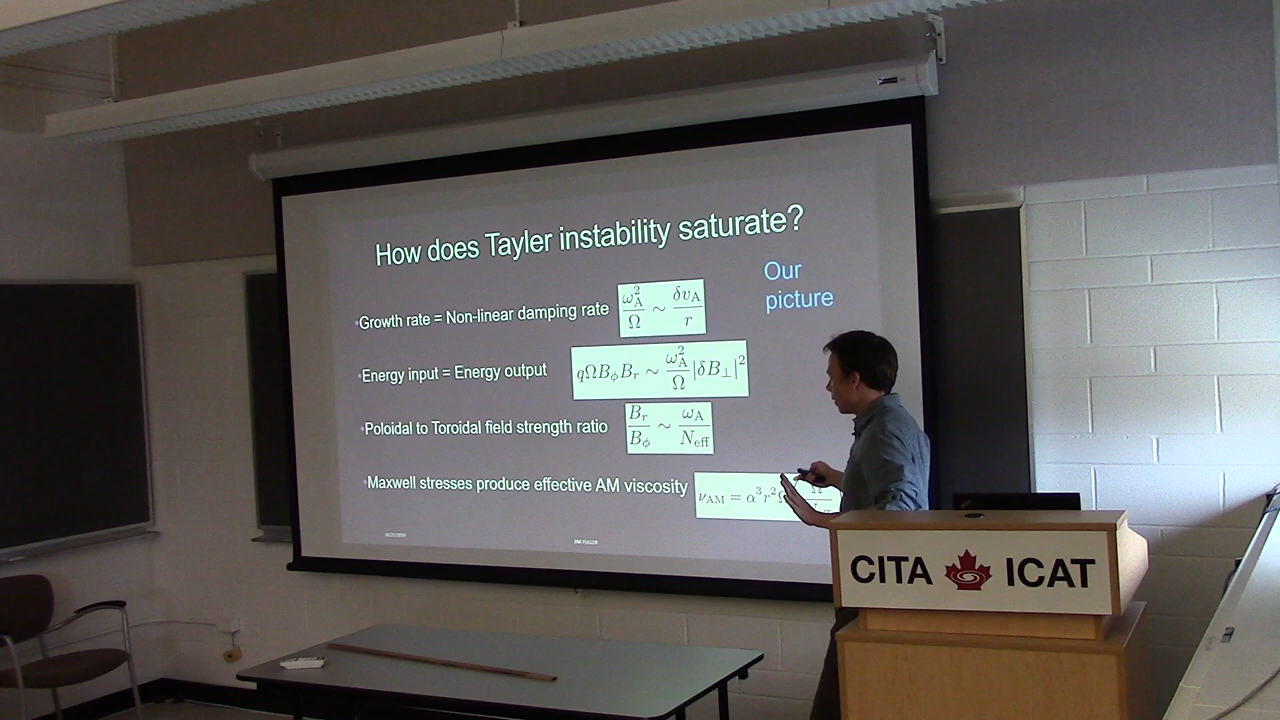 How does Tayler instability saturate?
Our
picture
•Growth rate = Non-linear damping rate
ω_A^2 / Ω ~ δv_A / r
•Energy input = Energy output
qΩB_ϕB_r ~ ω_A^2 / Ω |δB_⊥|^2
•Poloidal to Toroidal field strength ratio
B_r / B_ϕ ~ ω_A / N_eff
•Maxwell stresses produce effective AM viscosity
ν_AM = α^3 r^2 Ω
JIM FULLER
CITA ICAT